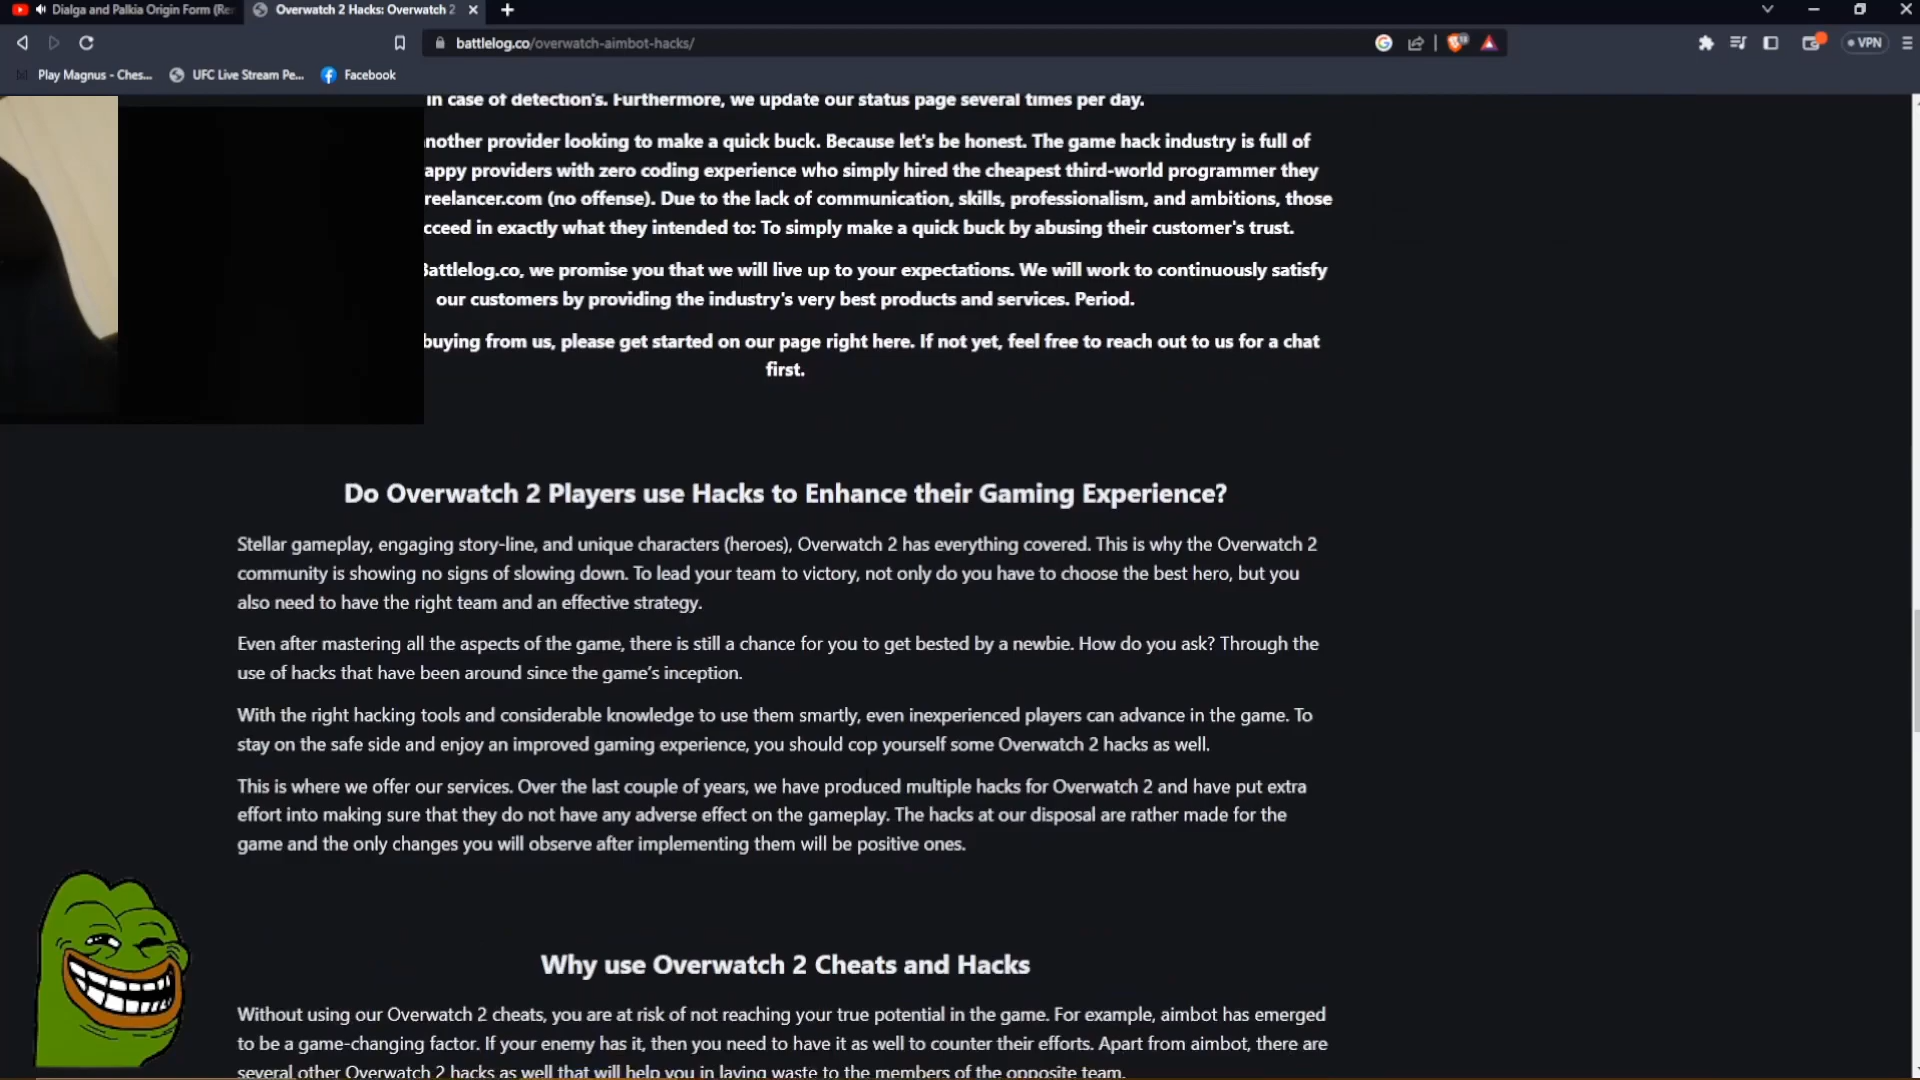 Dialga and Palkia Origin Form (Re
Overwatch 2 Hacks: Overwatch 2
battlelog.co/overwatch-aimbot-hacks/
VPN
Play Magnus - Ches...
UFC Live Stream Pe...
Facebook
in case of detection's. Furthermore, we update our status page several times per day.
nother provider looking to make a quick buck. Because let's be honest. The game hack industry is full of
appy providers with zero coding experience who simply hired the cheapest third-world programmer they
reelancer.com (no offense). Due to the lack of communication, skills, professionalism, and ambitions, those
cceed in exactly what they intended to: To simply make a quick buck by abusing their customer's trust.
Battlelog.co, we promise you that we will live up to your expectations. We will work to continuously satisfy
our customers by providing the industry's very best products and services. Period.
buying from us, please get started on our page right here. If not yet, feel free to reach out to us for a chat
first.
Do Overwatch 2 Players use Hacks to Enhance their Gaming Experience?
Stellar gameplay, engaging story-line, and unique characters (heroes), Overwatch 2 has everything covered. This is why the Overwatch 2
community is showing no signs of slowing down. To lead your team to victory, not only do you have to choose the best hero, but you
also need to have the right team and an effective strategy.
Even after mastering all the aspects of the game, there is still a chance for you to get bested by a newbie. How do you ask? Through the
use of hacks that have been around since the game’s inception.
With the right hacking tools and considerable knowledge to use them smartly, even inexperienced players can advance in the game. To
stay on the safe side and enjoy an improved gaming experience, you should cop yourself some Overwatch 2 hacks as well.
This is where we offer our services. Over the last couple of years, we have produced multiple hacks for Overwatch 2 and have put extra
effort into making sure that they do not have any adverse effect on the gameplay. The hacks at our disposal are rather made for the
game and the only changes you will observe after implementing them will be positive ones.
Why use Overwatch 2 Cheats and Hacks
Without using our Overwatch 2 cheats, you are at risk of not reaching your true potential in the game. For example, aimbot has emerged
to be a game-changing factor. If your enemy has it, then you need to have it as well to counter their efforts. Apart from aimbot, there are
several other Overwatch 2 hacks as well that will help you in laying waste to the members of the opposite team.